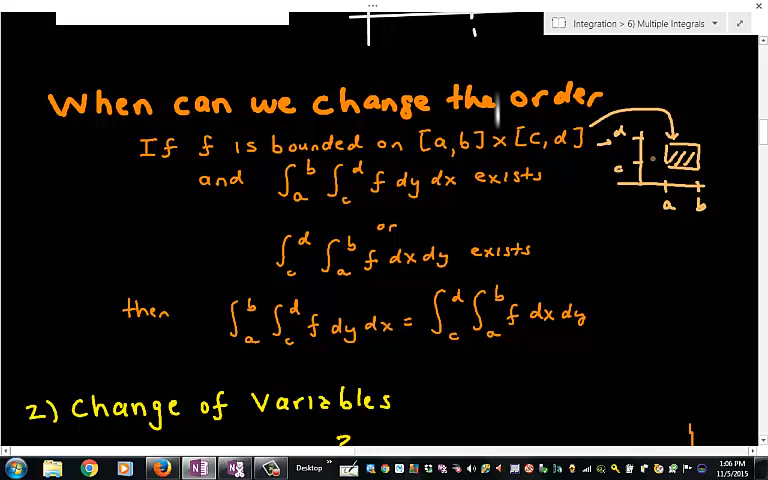 Integration > 6) Multiple Integrals
When can we change the order
If f is bounded on [a,b] × [c,d]
and ∫_a^b ∫_c^d f dy dx exists
d
c
a b
or
∫_c^d ∫_a^b f dx dy exists
then ∫_a^b ∫_c^d f dy dx = ∫_c^d ∫_a^b f dx dy
2) Change of Variables
Desktop
1:06 PM
11/5/2015